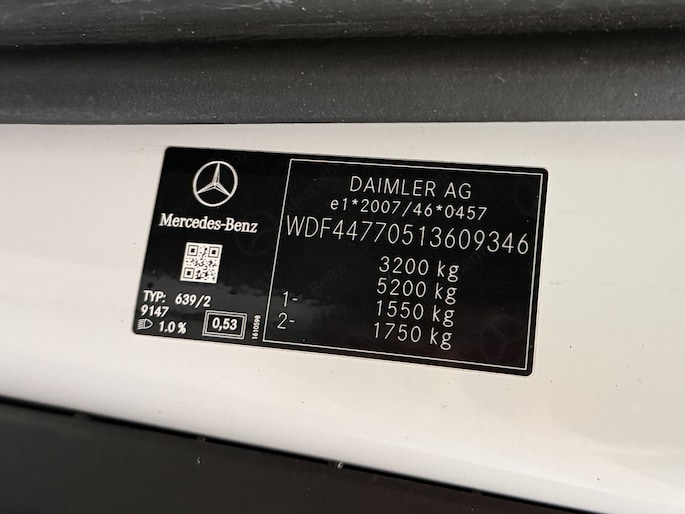 Mercedes-Benz
TYP: 639/2
9147
1.0 %
0,53
1610598
DAIMLER AG
e1*2007/46*0457
WDF44770513609346
3200 kg
5200 kg
1- 1550 kg
2- 1750 kg